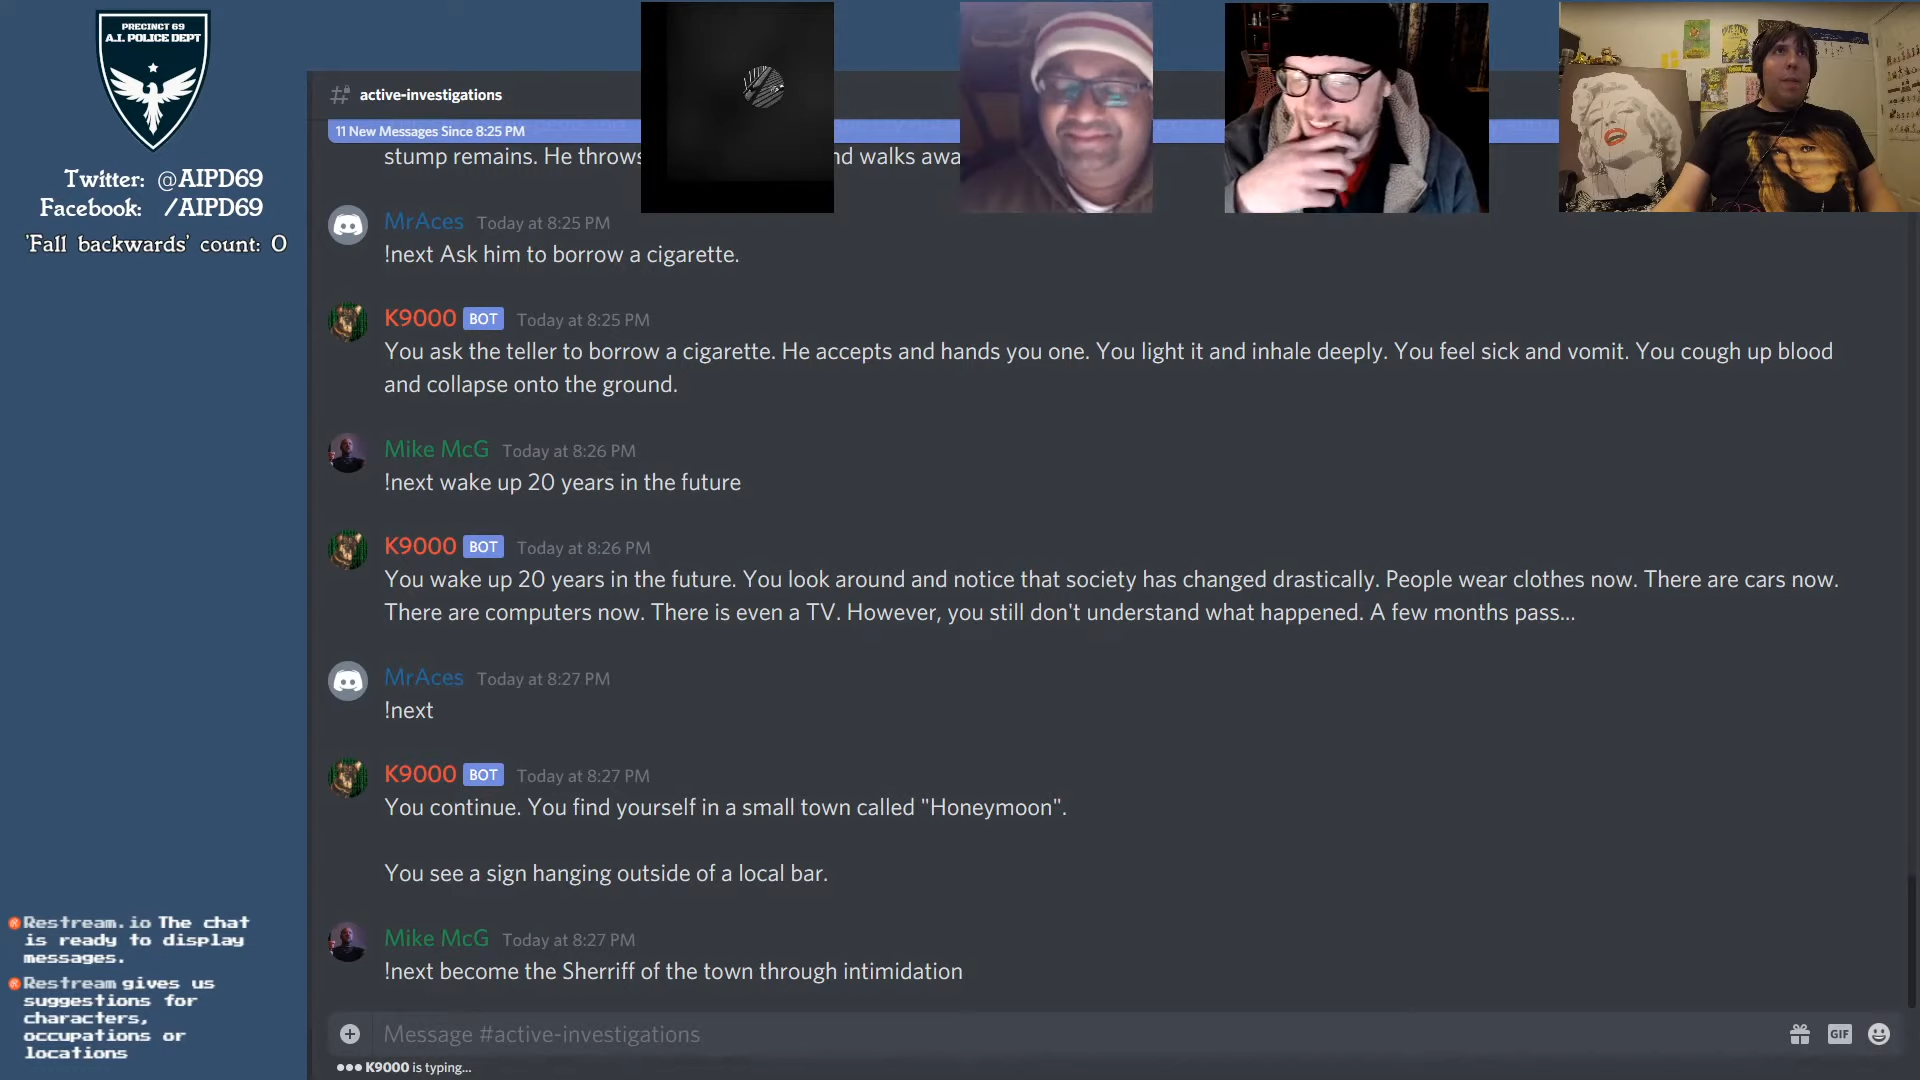 PRECINCT 69
A.I. POLICE DEPT
Twitter: @AIPD69
Facebook: /AIPD69
'Fall backwards' count: 0
active-investigations
11 New Messages Since 8:25 PM
stump remains. He throws
nd walks awa
MrAces Today at 8:25 PM
!next Ask him to borrow a cigarette.
K9000 BOT Today at 8:25 PM
You ask the teller to borrow a cigarette. He accepts and hands you one. You light it and inhale deeply. You feel sick and vomit. You cough up blood
and collapse onto the ground.
Mike McG Today at 8:26 PM
!next wake up 20 years in the future
K9000 BOT Today at 8:26 PM
You wake up 20 years in the future. You look around and notice that society has changed drastically. People wear clothes now. There are cars now.
There are computers now. There is even a TV. However, you still don't understand what happened. A few months pass...
MrAces Today at 8:27 PM
!next
K9000 BOT Today at 8:27 PM
You continue. You find yourself in a small town called "Honeymoon".
You see a sign hanging outside of a local bar.
Mike McG Today at 8:27 PM
!next become the Sherriff of the town through intimidation
Message #active-investigations
GIF
K9000 is typing...
Restream.io The chat
is ready to display
messages.
Restream gives us
suggestions for
characters,
occupations or
locations